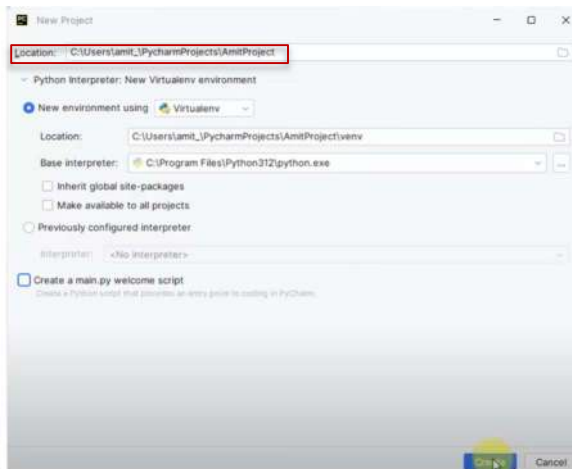 PC New Project
Location: C:\Users\amit_\PycharmProjects\AmitProject
Python Interpreter: New Virtualenv environment
New environment using Virtualenv
Location: C:\Users\amit_\PycharmProjects\AmitProject\venv
Base interpreter: C:\Program Files\Python312\python.exe ...
Inherit global site-packages
Make available to all projects
Previously configured interpreter
Interpreter: <No interpreter>
Create a main.py welcome script
Create a Python script that provides an entry point to coding in PyCharm.
Create Cancel